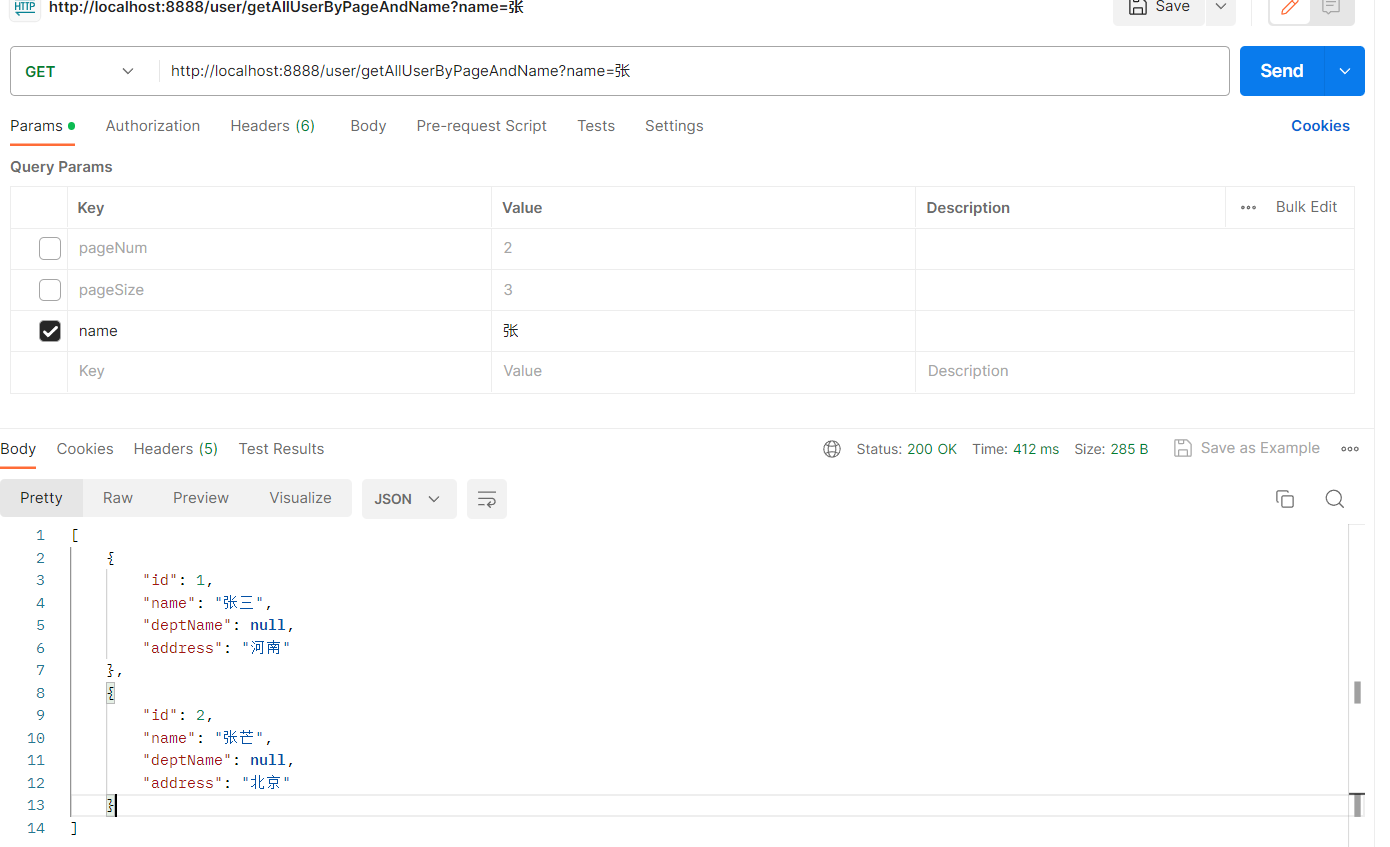 HTTP http://localhost:8888/user/getAllUserByPageAndName?name=张 Save
GET http://localhost:8888/user/getAllUserByPageAndName?name=张 Send
Params Authorization Headers (6) Body Pre-request Script Tests Settings Cookies
Query Params
Key Value Description Bulk Edit
pageNum 2
pageSize 3
name 张
Key Value Description
Body Cookies Headers (5) Test Results Status: 200 OK Time: 412 ms Size: 285 B Save as Example
Pretty Raw Preview Visualize JSON
1 [
2 {
3 "id": 1,
4 "name": "张三",
5 "deptName": null,
6 "address": "河南"
7 },
8 {
9 "id": 2,
10 "name": "张芒",
11 "deptName": null,
12 "address": "北京"
13 }
14 ]